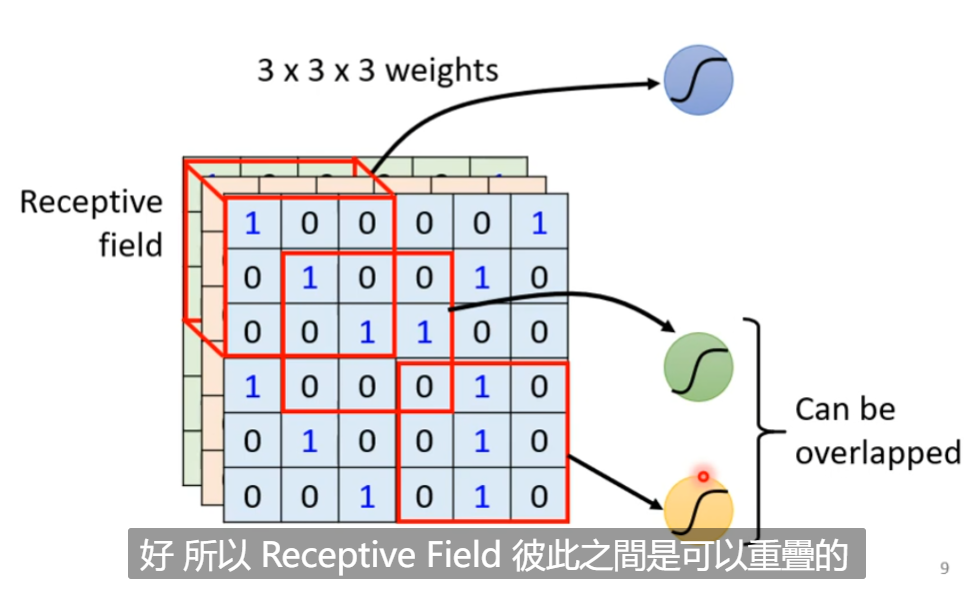 3 x 3 x 3 weights
Receptive
field
1 0 0 0 0 1
0 1 0 0 1 0
0 0 1 1 0 0
1 0 0 0 1 0
0 1 0 0 1 0
0 0 1 0 1 0
Can be
overlapped
好 所以 Receptive Field 彼此之間是可以重疊的
9